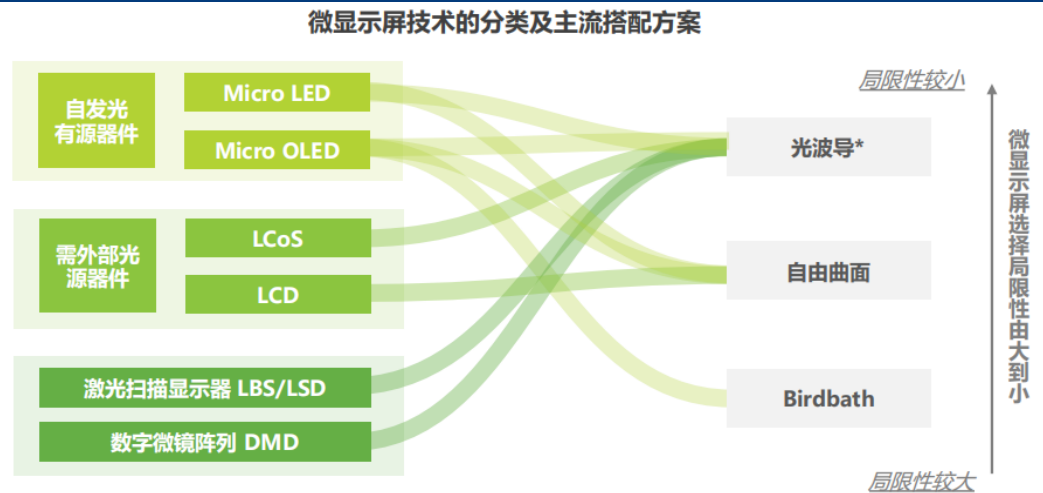 微显示屏技术的分类及主流搭配方案
自发光
有源器件
Micro LED
Micro OLED
需外部光
源器件
LCoS
LCD
激光扫描显示器 LBS/LSD
数字微镜阵列 DMD
局限性较小
光波导*
自由曲面
Birdbath
局限性较大
微显示屏选择局限性由大到小